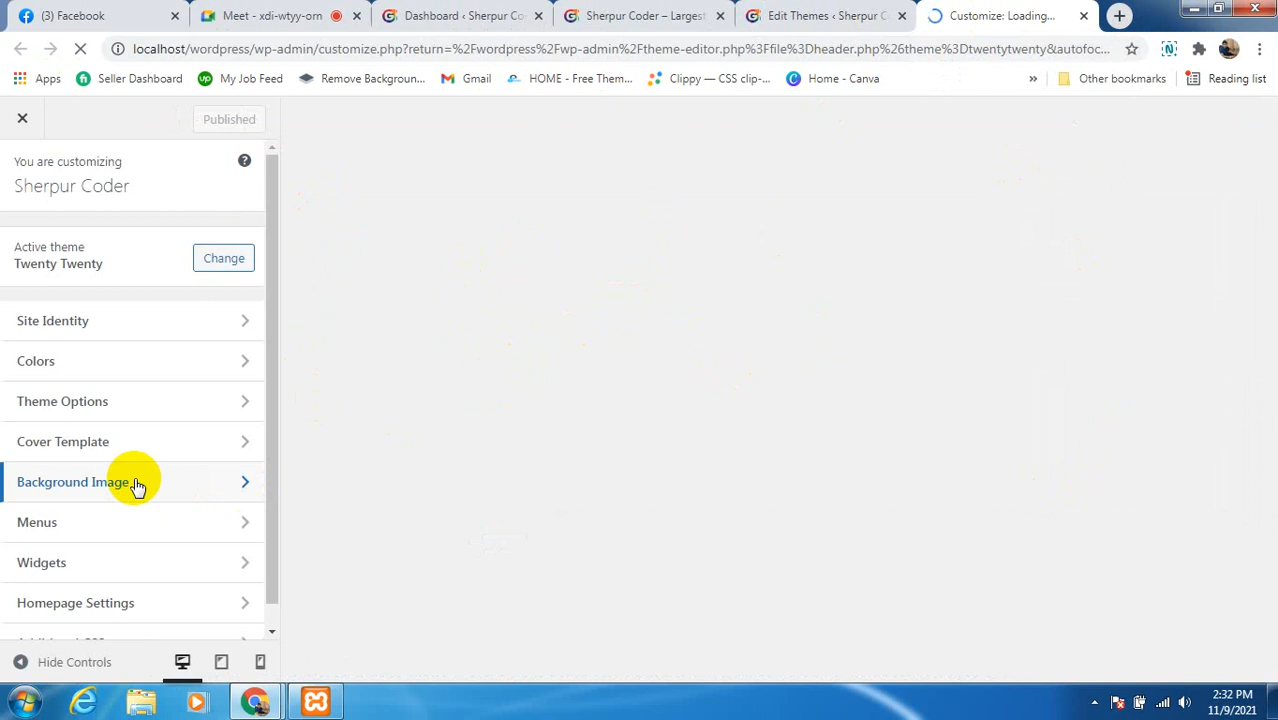 (3) Facebook
Meet - xdi-wtyy-orn
Dashboard ‹ Sherpur Co
Sherpur Coder – Largest
Edit Themes ‹ Sherpur C
Customize: Loading...
localhost/wordpress/wp-admin/customize.php?return=%2Fwordpress%2Fwp-admin%2Ftheme-editor.php%3Ffile%3Dheader.php%26theme%3Dtwentytwenty&autofoc...
Apps
Seller Dashboard
My Job Feed
Remove Backgroun...
Gmail
HOME - Free Them...
Clippy — CSS clip-...
Home - Canva
»
Other bookmarks
Reading list
Published
You are customizing
Sherpur Coder
Active theme
Twenty Twenty
Change
Site Identity
Colors
Theme Options
Cover Template
Background Image
Menus
Widgets
Homepage Settings
Hide Controls
2:32 PM
11/9/2021